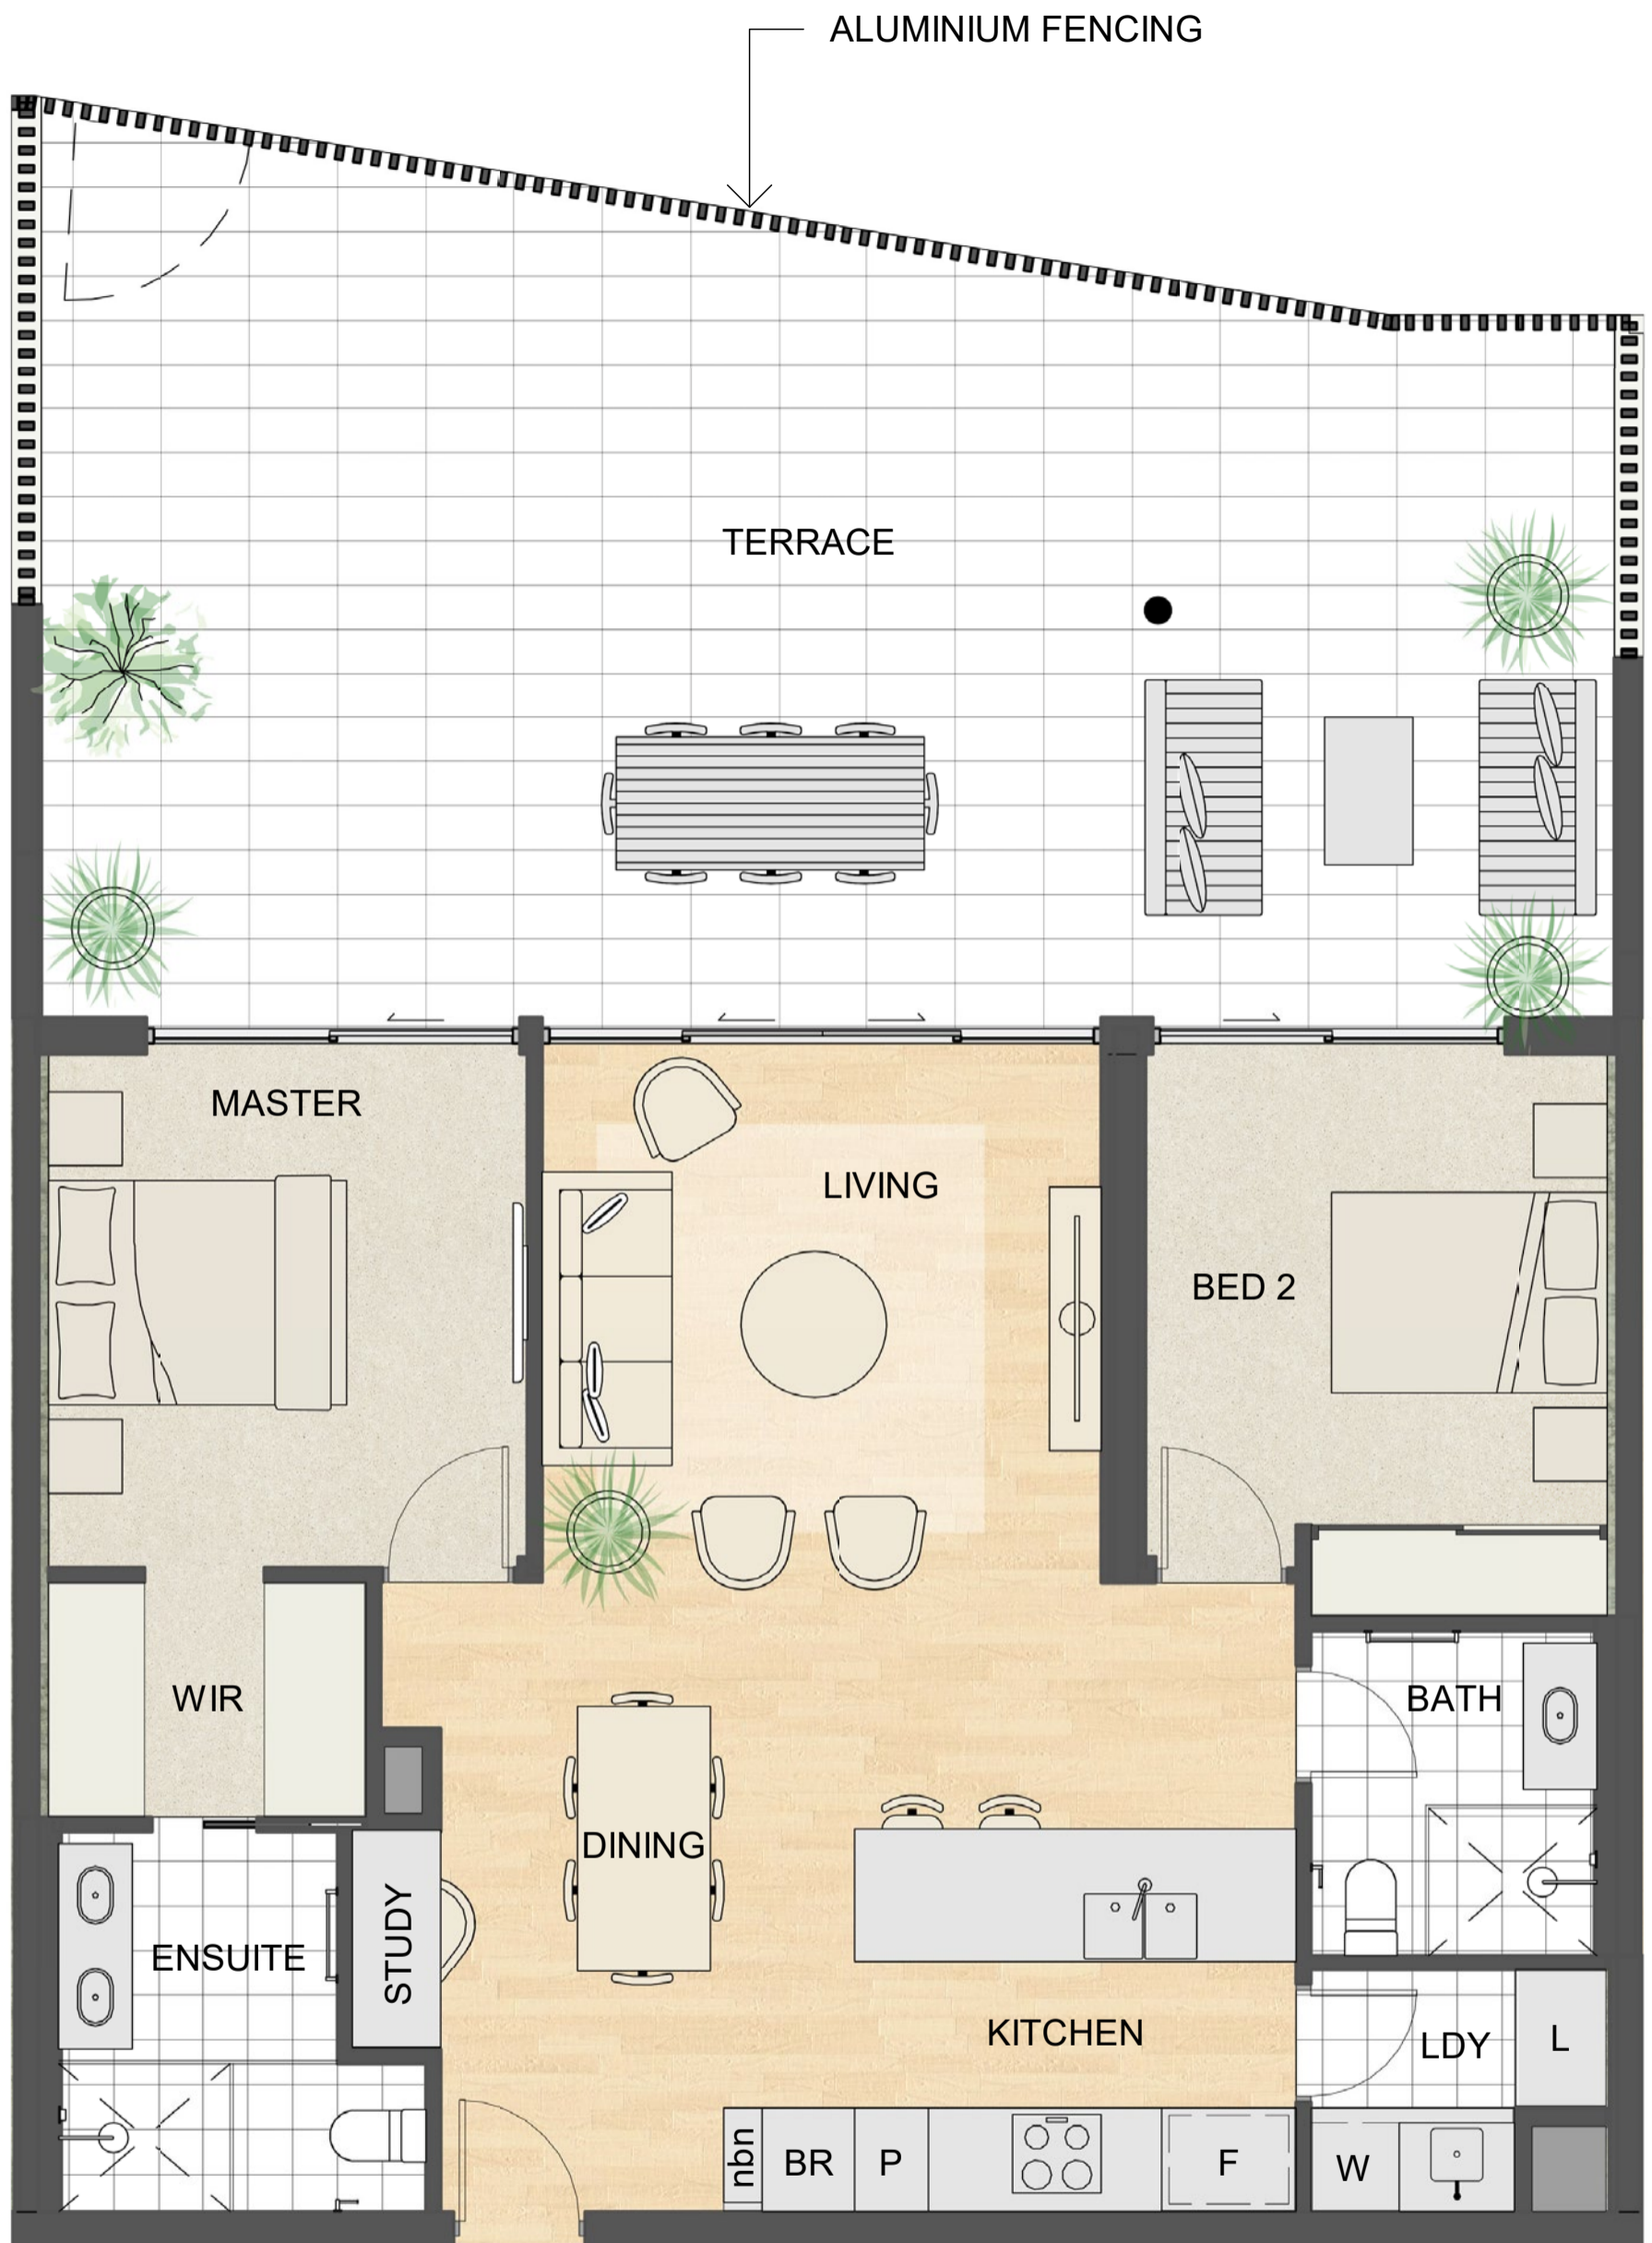 ALUMINIUM FENCING
TERRACE
MASTER
LIVING
BED 2
WIR
BATH
DINING
STUDY
ENSUITE
KITCHEN
LDY
L
nbn
BR
P
F
W